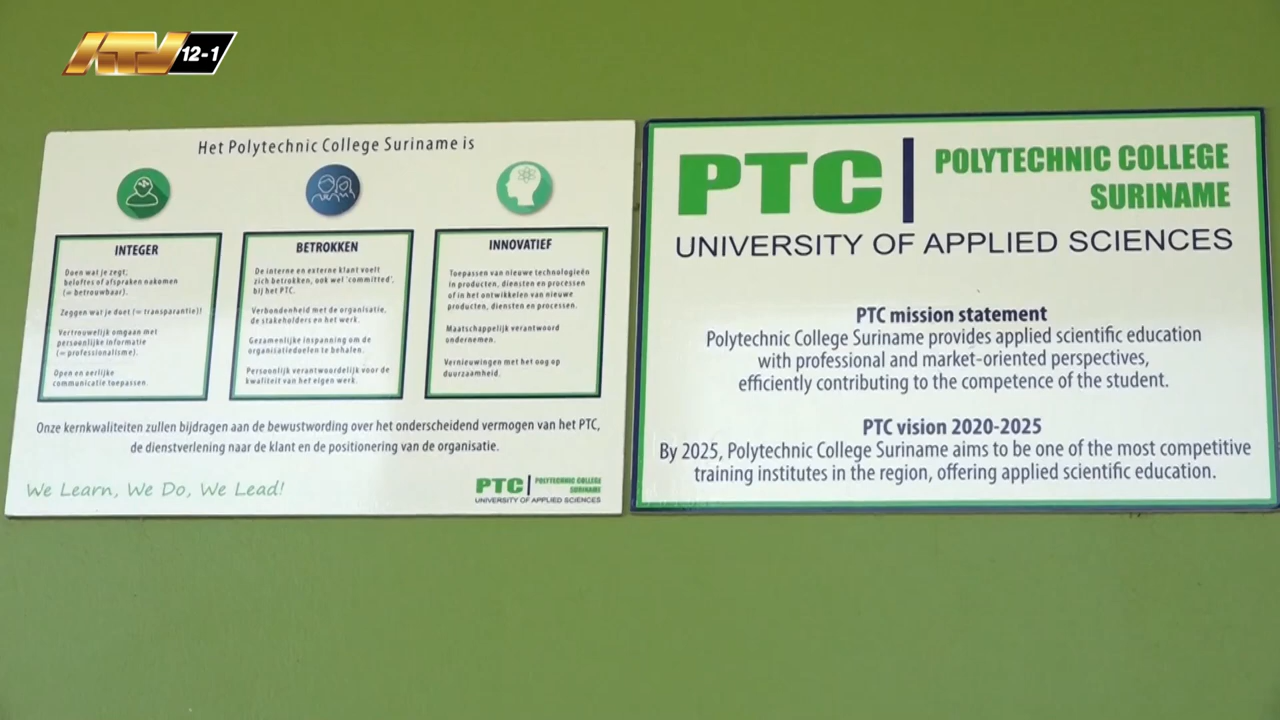 ATV 12-1
Het Polytechnic College Suriname is
INTEGER
Doen wat je zegt;
beloftes of afspraken nakomen
(= betrouwbaar).
Zeggen wat je doet (= transparantie)!
Vertrouwelijk omgaan met
persoonlijke informatie
(= professionalisme).
Open en eerlijke
communicatie toepassen.
BETROKKEN
De interne en externe klant voelt
zich betrokken, ook wel 'committed',
bij het PTC.
Verbondenheid met de organisatie,
de stakeholders en het werk.
Gezamenlijke inspanning om de
organisatiedoelen te behalen.
Persoonlijk verantwoordelijk voor de
kwaliteit van het eigen werk.
INNOVATIEF
Toepassen van nieuwe technologieën
in producten, diensten en processen
of in het ontwikkelen van nieuwe
producten, diensten en processen.
Maatschappelijk verantwoord
ondernemen.
Vernieuwingen met het oog op
duurzaamheid.
Onze kernkwaliteiten zullen bijdragen aan de bewustwording over het onderscheidend vermogen van het PTC,
de dienstverlening naar de klant en de positionering van de organisatie.
We Learn, We Do, We Lead!
PTC POLYTECHNIC COLLEGE
SURINAME
UNIVERSITY OF APPLIED SCIENCES
PTC POLYTECHNIC COLLEGE
SURINAME
UNIVERSITY OF APPLIED SCIENCES
PTC mission statement
Polytechnic College Suriname provides applied scientific education
with professional and market-oriented perspectives,
efficiently contributing to the competence of the student.
PTC vision 2020-2025
By 2025, Polytechnic College Suriname aims to be one of the most competitive
training institutes in the region, offering applied scientific education.